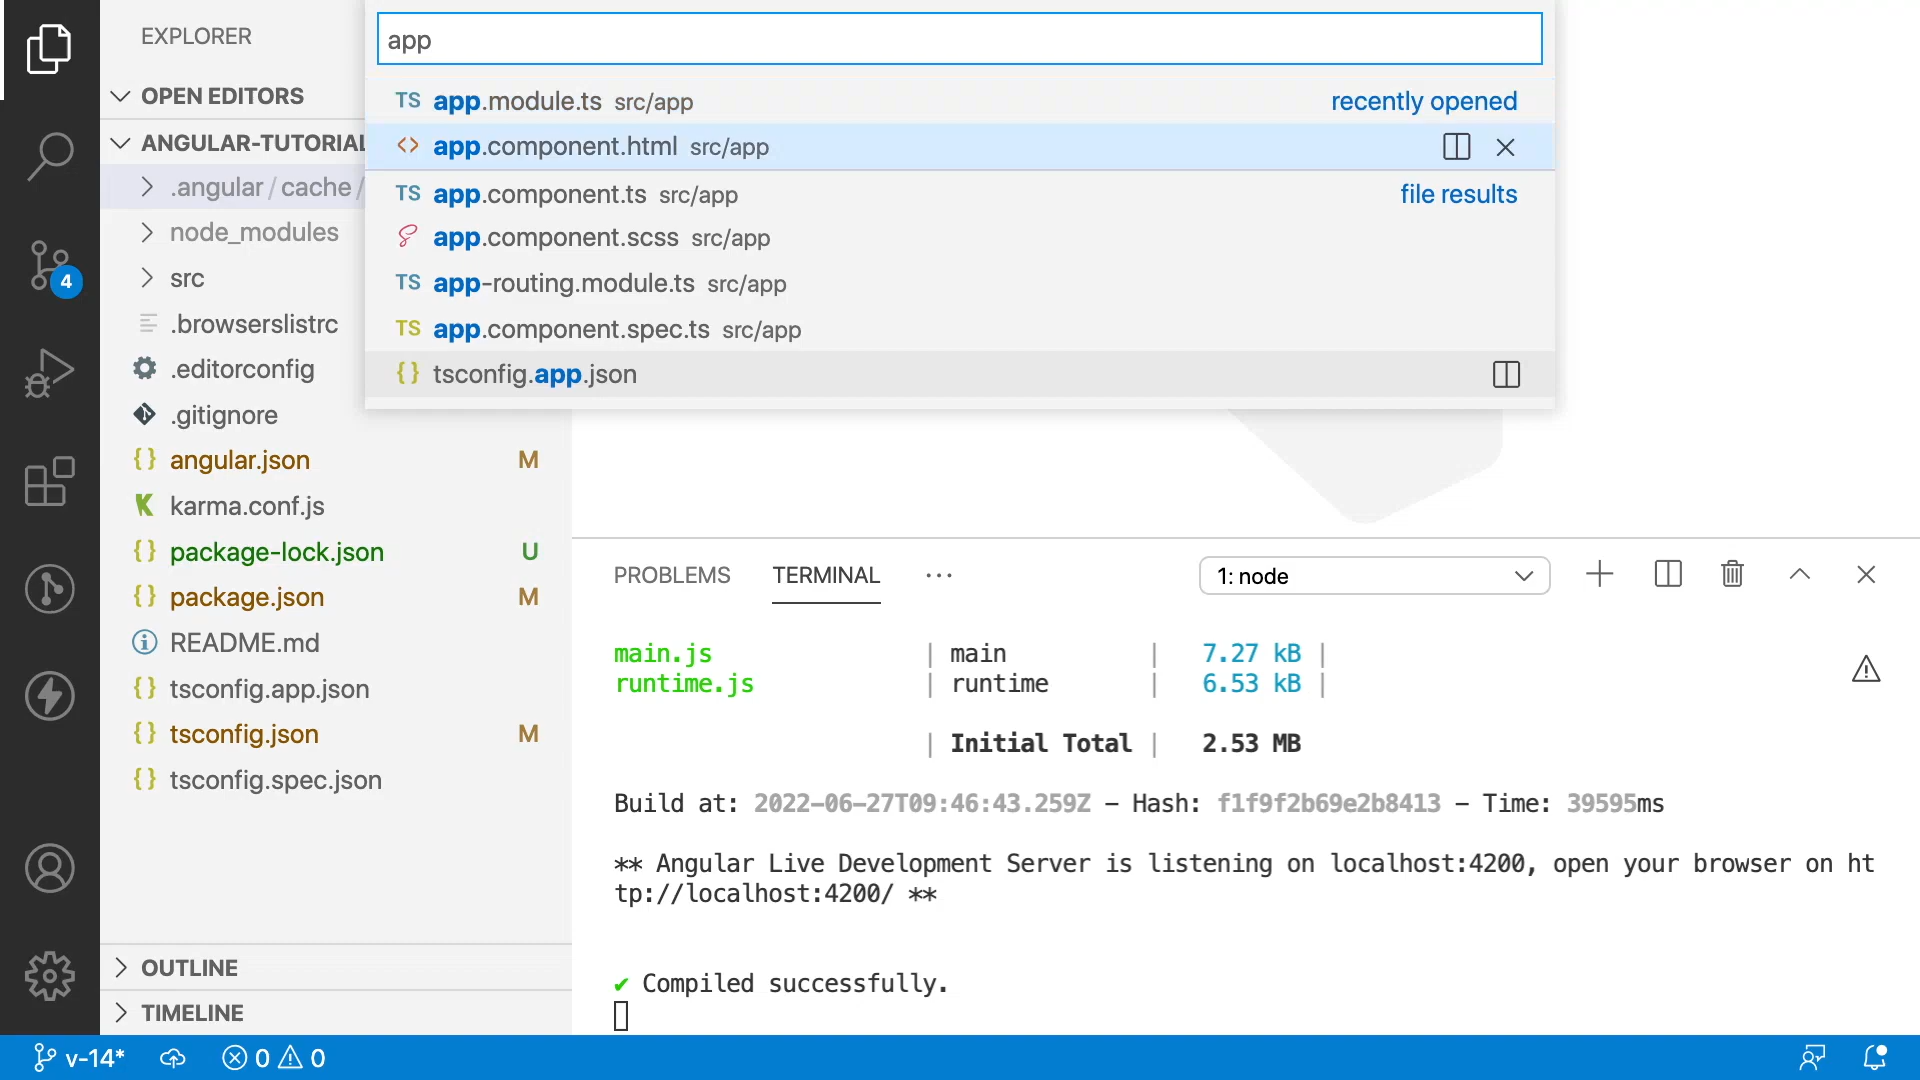 EXPLORER
OPEN EDITORS
ANGULAR-TUTORIAL
.angular / cache /
node_modules
src
.browserslistrc
.editorconfig
.gitignore
angular.json M
karma.conf.js
package-lock.json U
package.json M
README.md
tsconfig.app.json
tsconfig.json M
tsconfig.spec.json
OUTLINE
TIMELINE
4
app
TS app.module.ts src/app recently opened
<> app.component.html src/app
TS app.component.ts src/app file results
app.component.scss src/app
TS app-routing.module.ts src/app
TS app.component.spec.ts src/app
{} tsconfig.app.json
PROBLEMS TERMINAL ··· 1: node
main.js | main | 7.27 kB |
runtime.js | runtime | 6.53 kB |
| Initial Total | 2.53 MB
Build at: 2022-06-27T09:46:43.259Z - Hash: f1f9f2b69e2b8413 - Time: 39595ms
** Angular Live Development Server is listening on localhost:4200, open your browser on ht
tp://localhost:4200/ **
✔ Compiled successfully.
v-14* 0 0